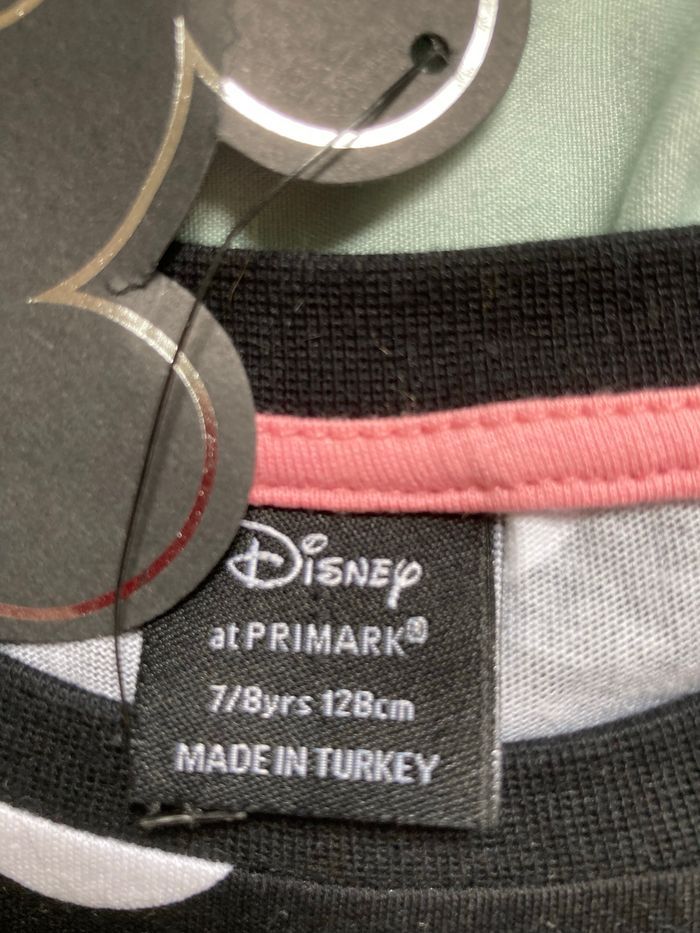 Disney
at PRIMARK®
7/8yrs 128cm
MADE IN TURKEY